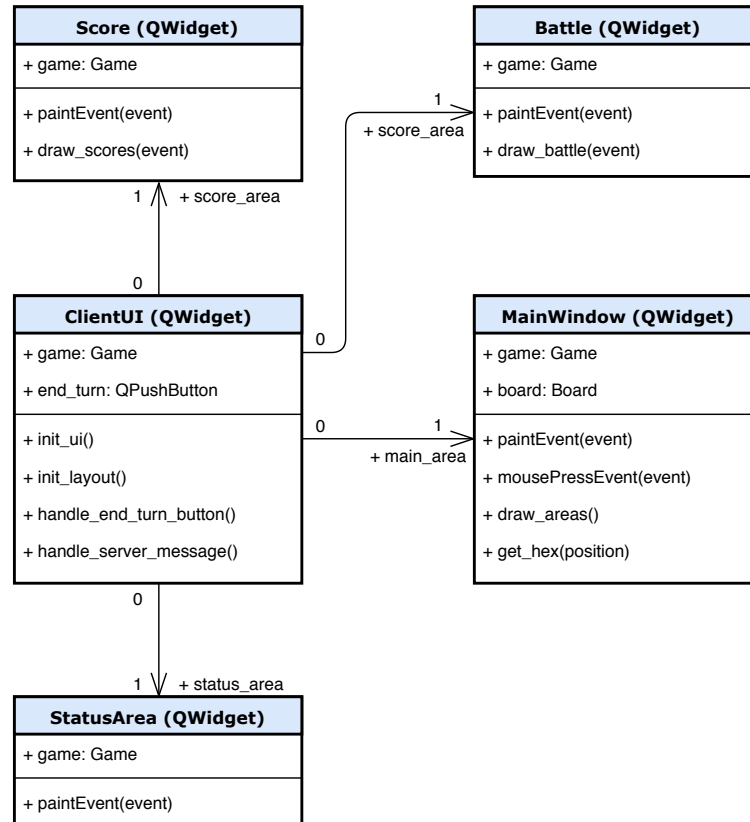 Score (QWidget)
+ game: Game
+ paintEvent(event)
+ draw_scores(event)
Battle (QWidget)
+ game: Game
+ paintEvent(event)
+ draw_battle(event)
1
+ score_area
1
+ score_area
0
ClientUI (QWidget)
+ game: Game
+ end_turn: QPushButton
+ init_ui()
+ init_layout()
+ handle_end_turn_button()
+ handle_server_message()
0
0
1
+ main_area
MainWindow (QWidget)
+ game: Game
+ board: Board
+ paintEvent(event)
+ mousePressEvent(event)
+ draw_areas()
+ get_hex(position)
0
1
+ status_area
StatusArea (QWidget)
+ game: Game
+ paintEvent(event)